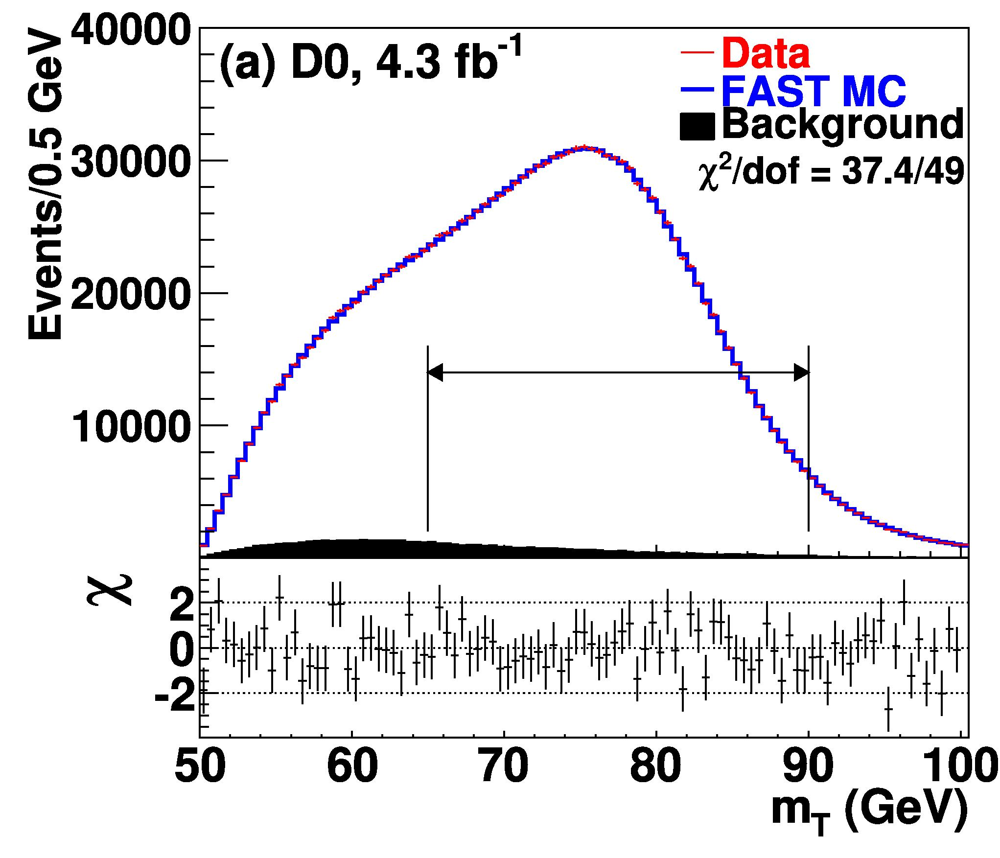 Events/0.5 GeV
40000
30000
20000
10000
(a) D0, 4.3 fb⁻¹
Data
FAST MC
Background
χ²/dof = 37.4/49
χ
2
0
-2
50 60 70 80 90 100
m_T (GeV)